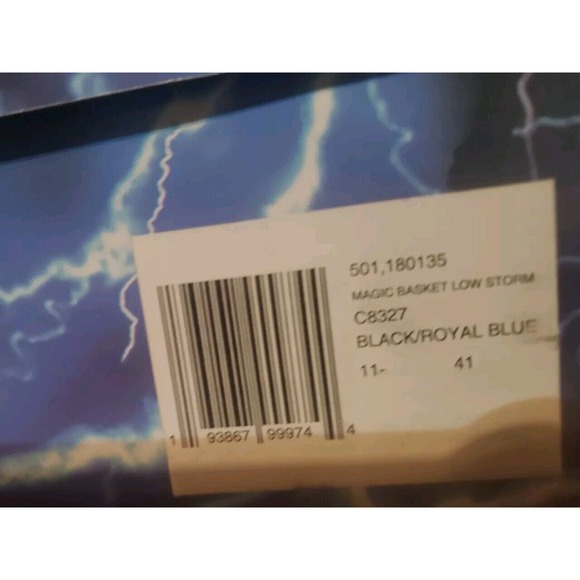 501,180135
MAGIC BASKET LOW STORM
C8327
BLACK/ROYAL BLUE
11- 41
1 93867 99974 4